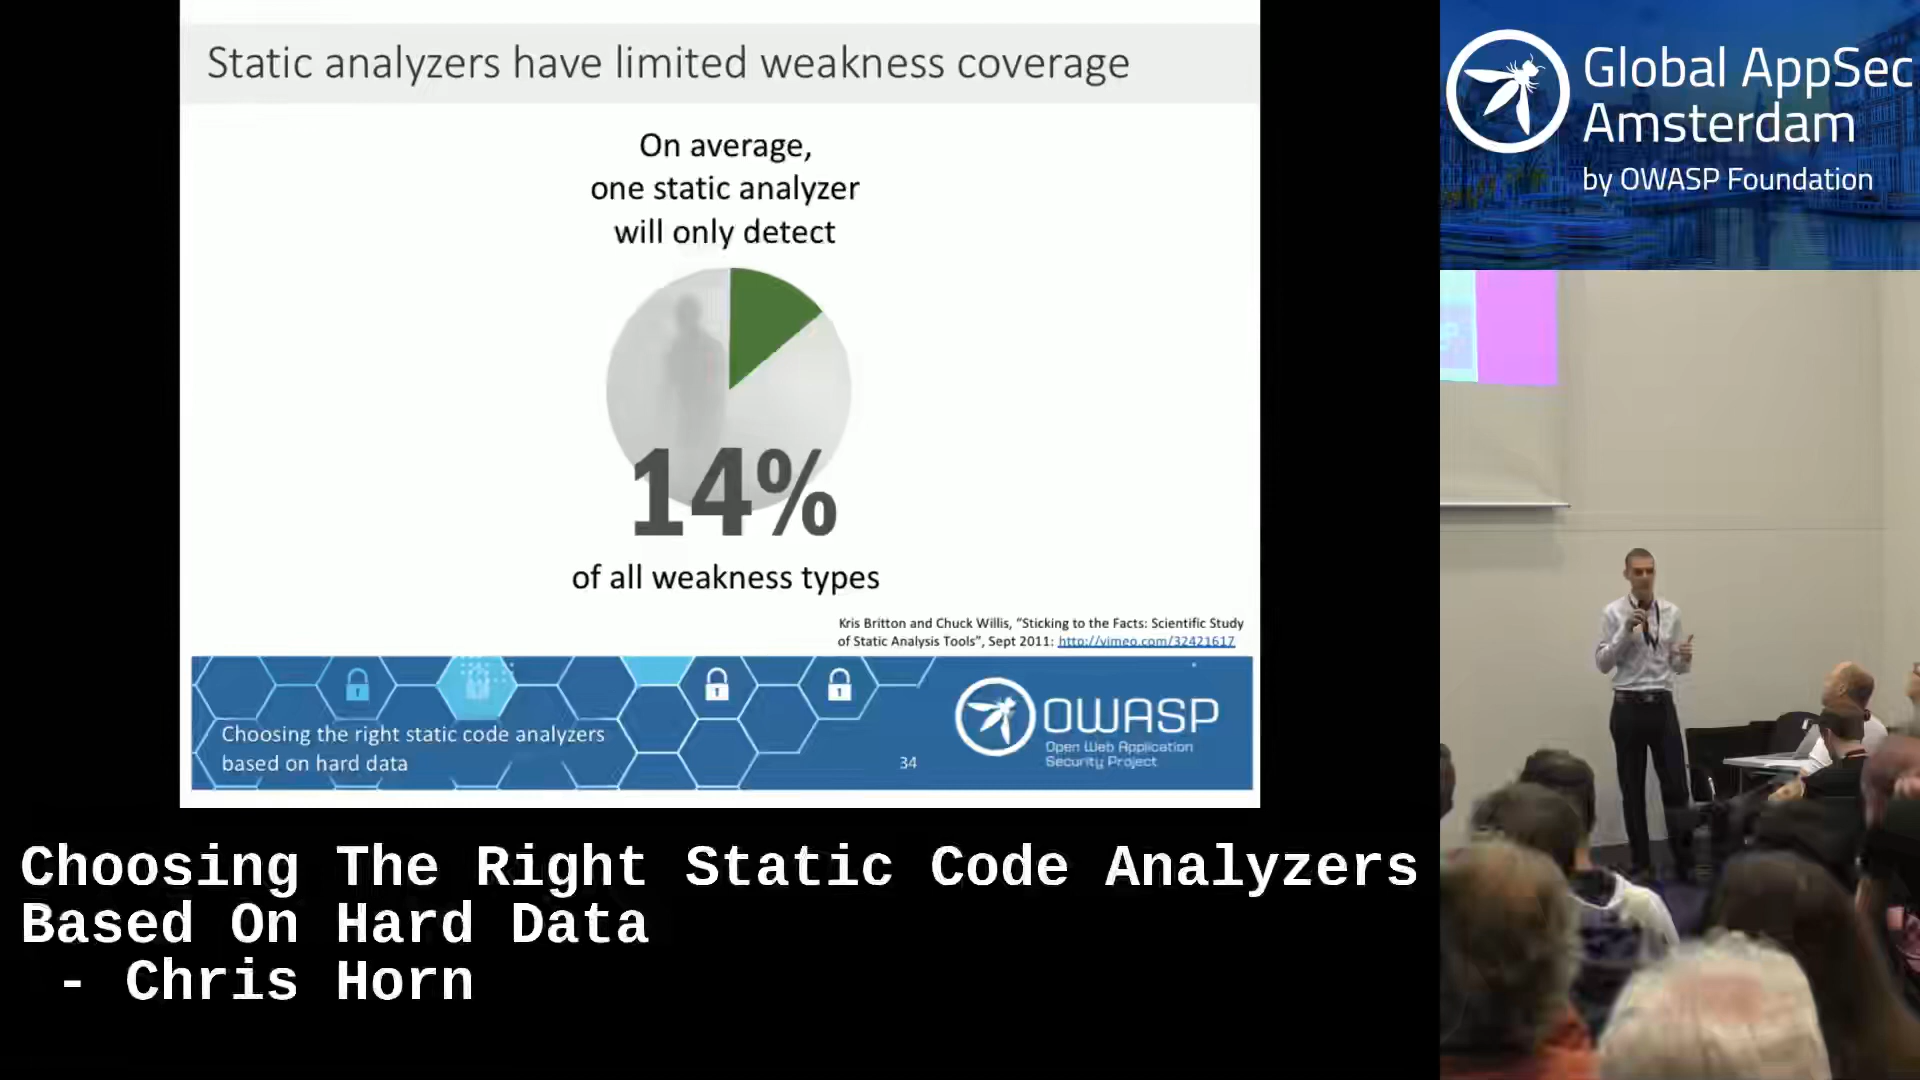 Static analyzers have limited weakness coverage
On average,
one static analyzer
will only detect
14%
of all weakness types
Kris Britton and Chuck Willis, “Sticking to the Facts: Scientific Study
of Static Analysis Tools”, Sept 2011: http://vimeo.com/32421617
Choosing the right static code analyzers
based on hard data
34
OWASP
Open Web Application
Security Project
Global AppSec
Amsterdam
by OWASP Foundation
Choosing The Right Static Code Analyzers
Based On Hard Data
- Chris Horn